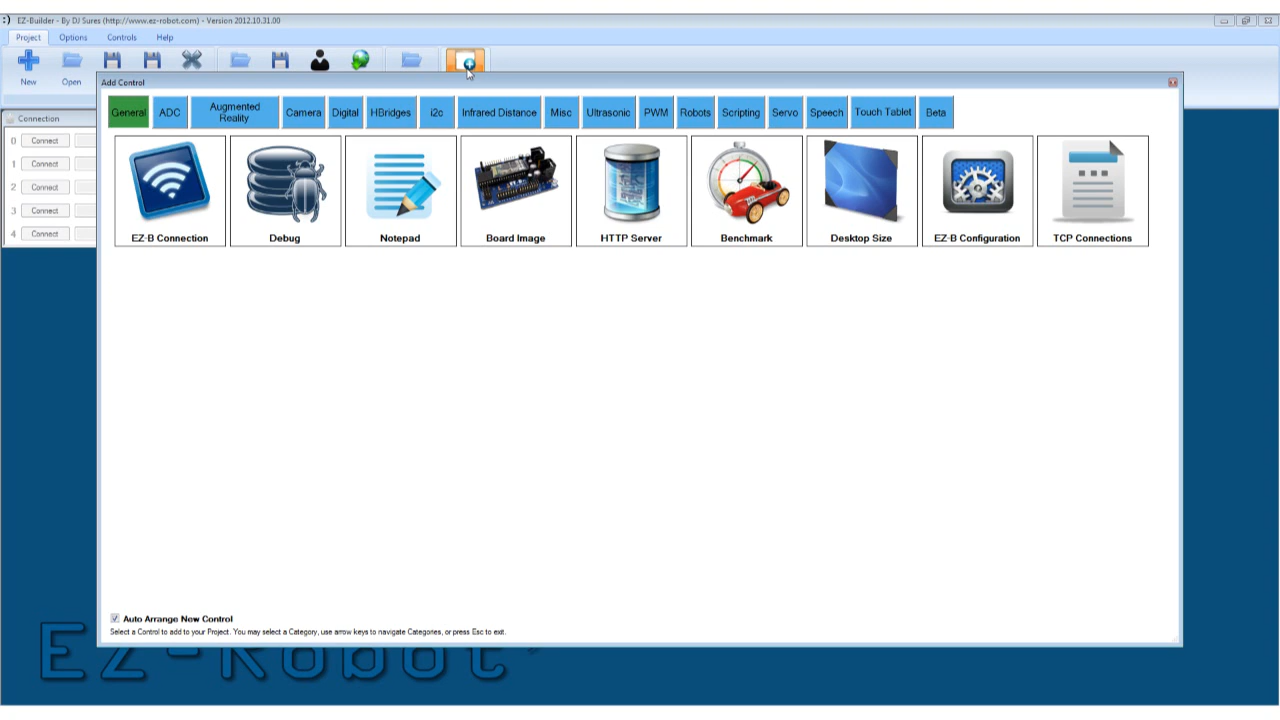 :) EZ-Builder - By DJ Sures (http://www.ez-robot.com) - Version 2012.10.31.00
Project Options Controls Help
New Open
Add Control
General ADC Augmented Reality Camera Digital HBridges i2c Infrared Distance Misc Ultrasonic PWM Robots Scripting Servo Speech Touch Tablet Beta
Connection
0 Connect
1 Connect
2 Connect
3 Connect
4 Connect
EZ-B Connection Debug Notepad Board Image HTTP Server Benchmark Desktop Size EZ-B Configuration TCP Connections
Auto Arrange New Control
Select a Control to add to your Project. You may select a Category, use arrow keys to navigate Categories, or press Esc to exit.
EZ-Robot